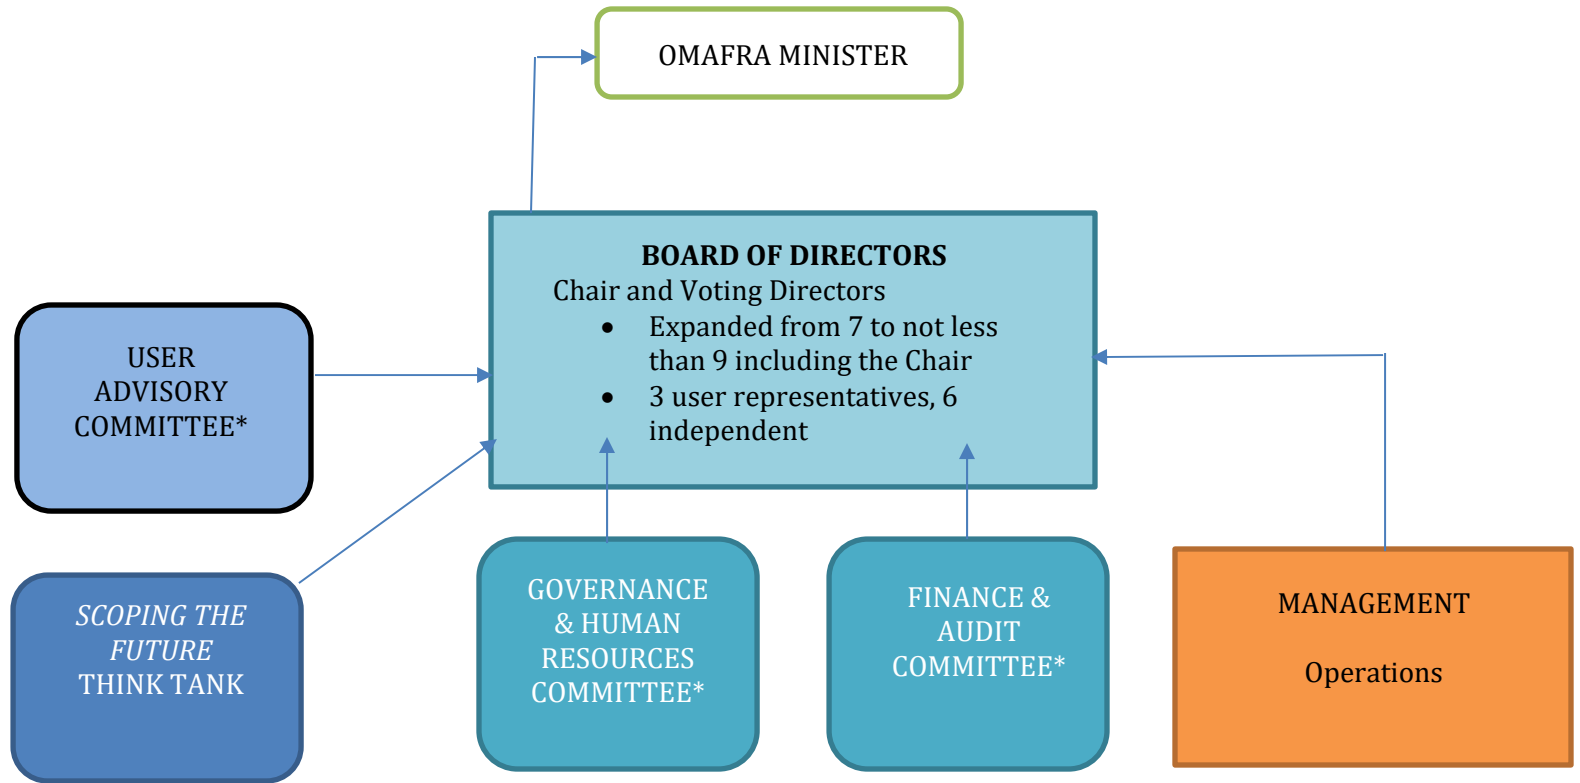 OMAFRA MINISTER
BOARD OF DIRECTORS
Chair and Voting Directors
• Expanded from 7 to not less
than 9 including the Chair
• 3 user representatives, 6
independent
USER
ADVISORY
COMMITTEE*
SCOPING THE
FUTURE
THINK TANK
GOVERNANCE
& HUMAN
RESOURCES
COMMITTEE*
FINANCE &
AUDIT
COMMITTEE*
MANAGEMENT
Operations